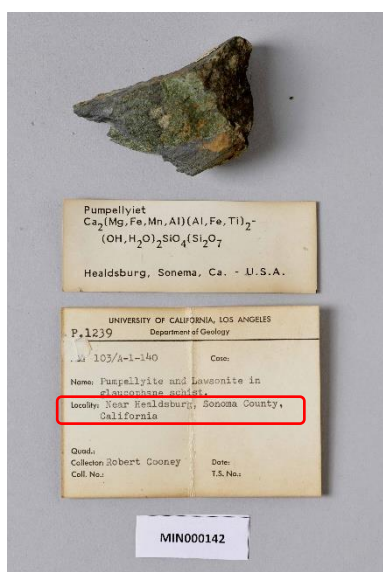 Pumpellyiet
Ca2(Mg,Fe,Mn,Al)(Al,Fe,Ti)2-
(OH,H2O)2SiO4(Si2O7
Healdsburg, Sonema, Ca. - U.S.A.
UNIVERSITY OF CALIFORNIA, LOS ANGELES
P.1239 Department of Geology
103/A-1-140 Case:
Name: Pumpellyite and Lawsonite in
glaucophane schist.
Locality: Near Healdsburg, Sonoma County,
California
Quad.:
Collector: Robert Cooney Date:
Coll. No.: T.S. No.:
MIN000142